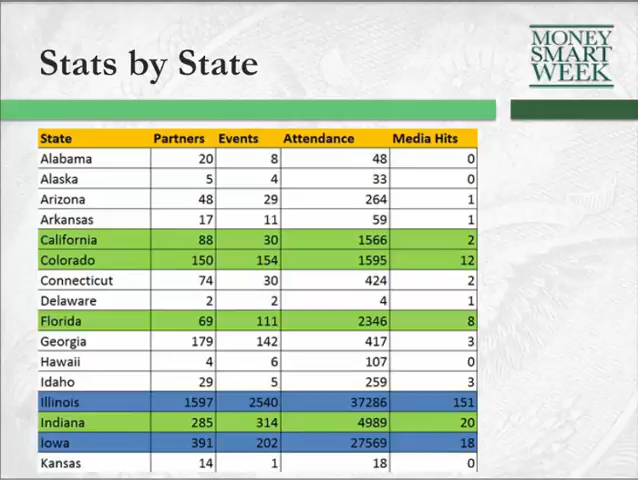 Stats by State
MONEY
SMART
WEEK
State Partners Events Attendance Media Hits
Alabama 20 8 48 0
Alaska 5 4 33 0
Arizona 48 29 264 1
Arkansas 17 11 59 1
California 88 30 1566 2
Colorado 150 154 1595 12
Connecticut 74 30 424 2
Delaware 2 2 4 1
Florida 69 111 2346 8
Georgia 179 142 417 3
Hawaii 4 6 107 0
Idaho 29 5 259 3
Illinois 1597 2540 37286 151
Indiana 285 314 4989 20
Iowa 391 202 27569 18
Kansas 14 1 18 0